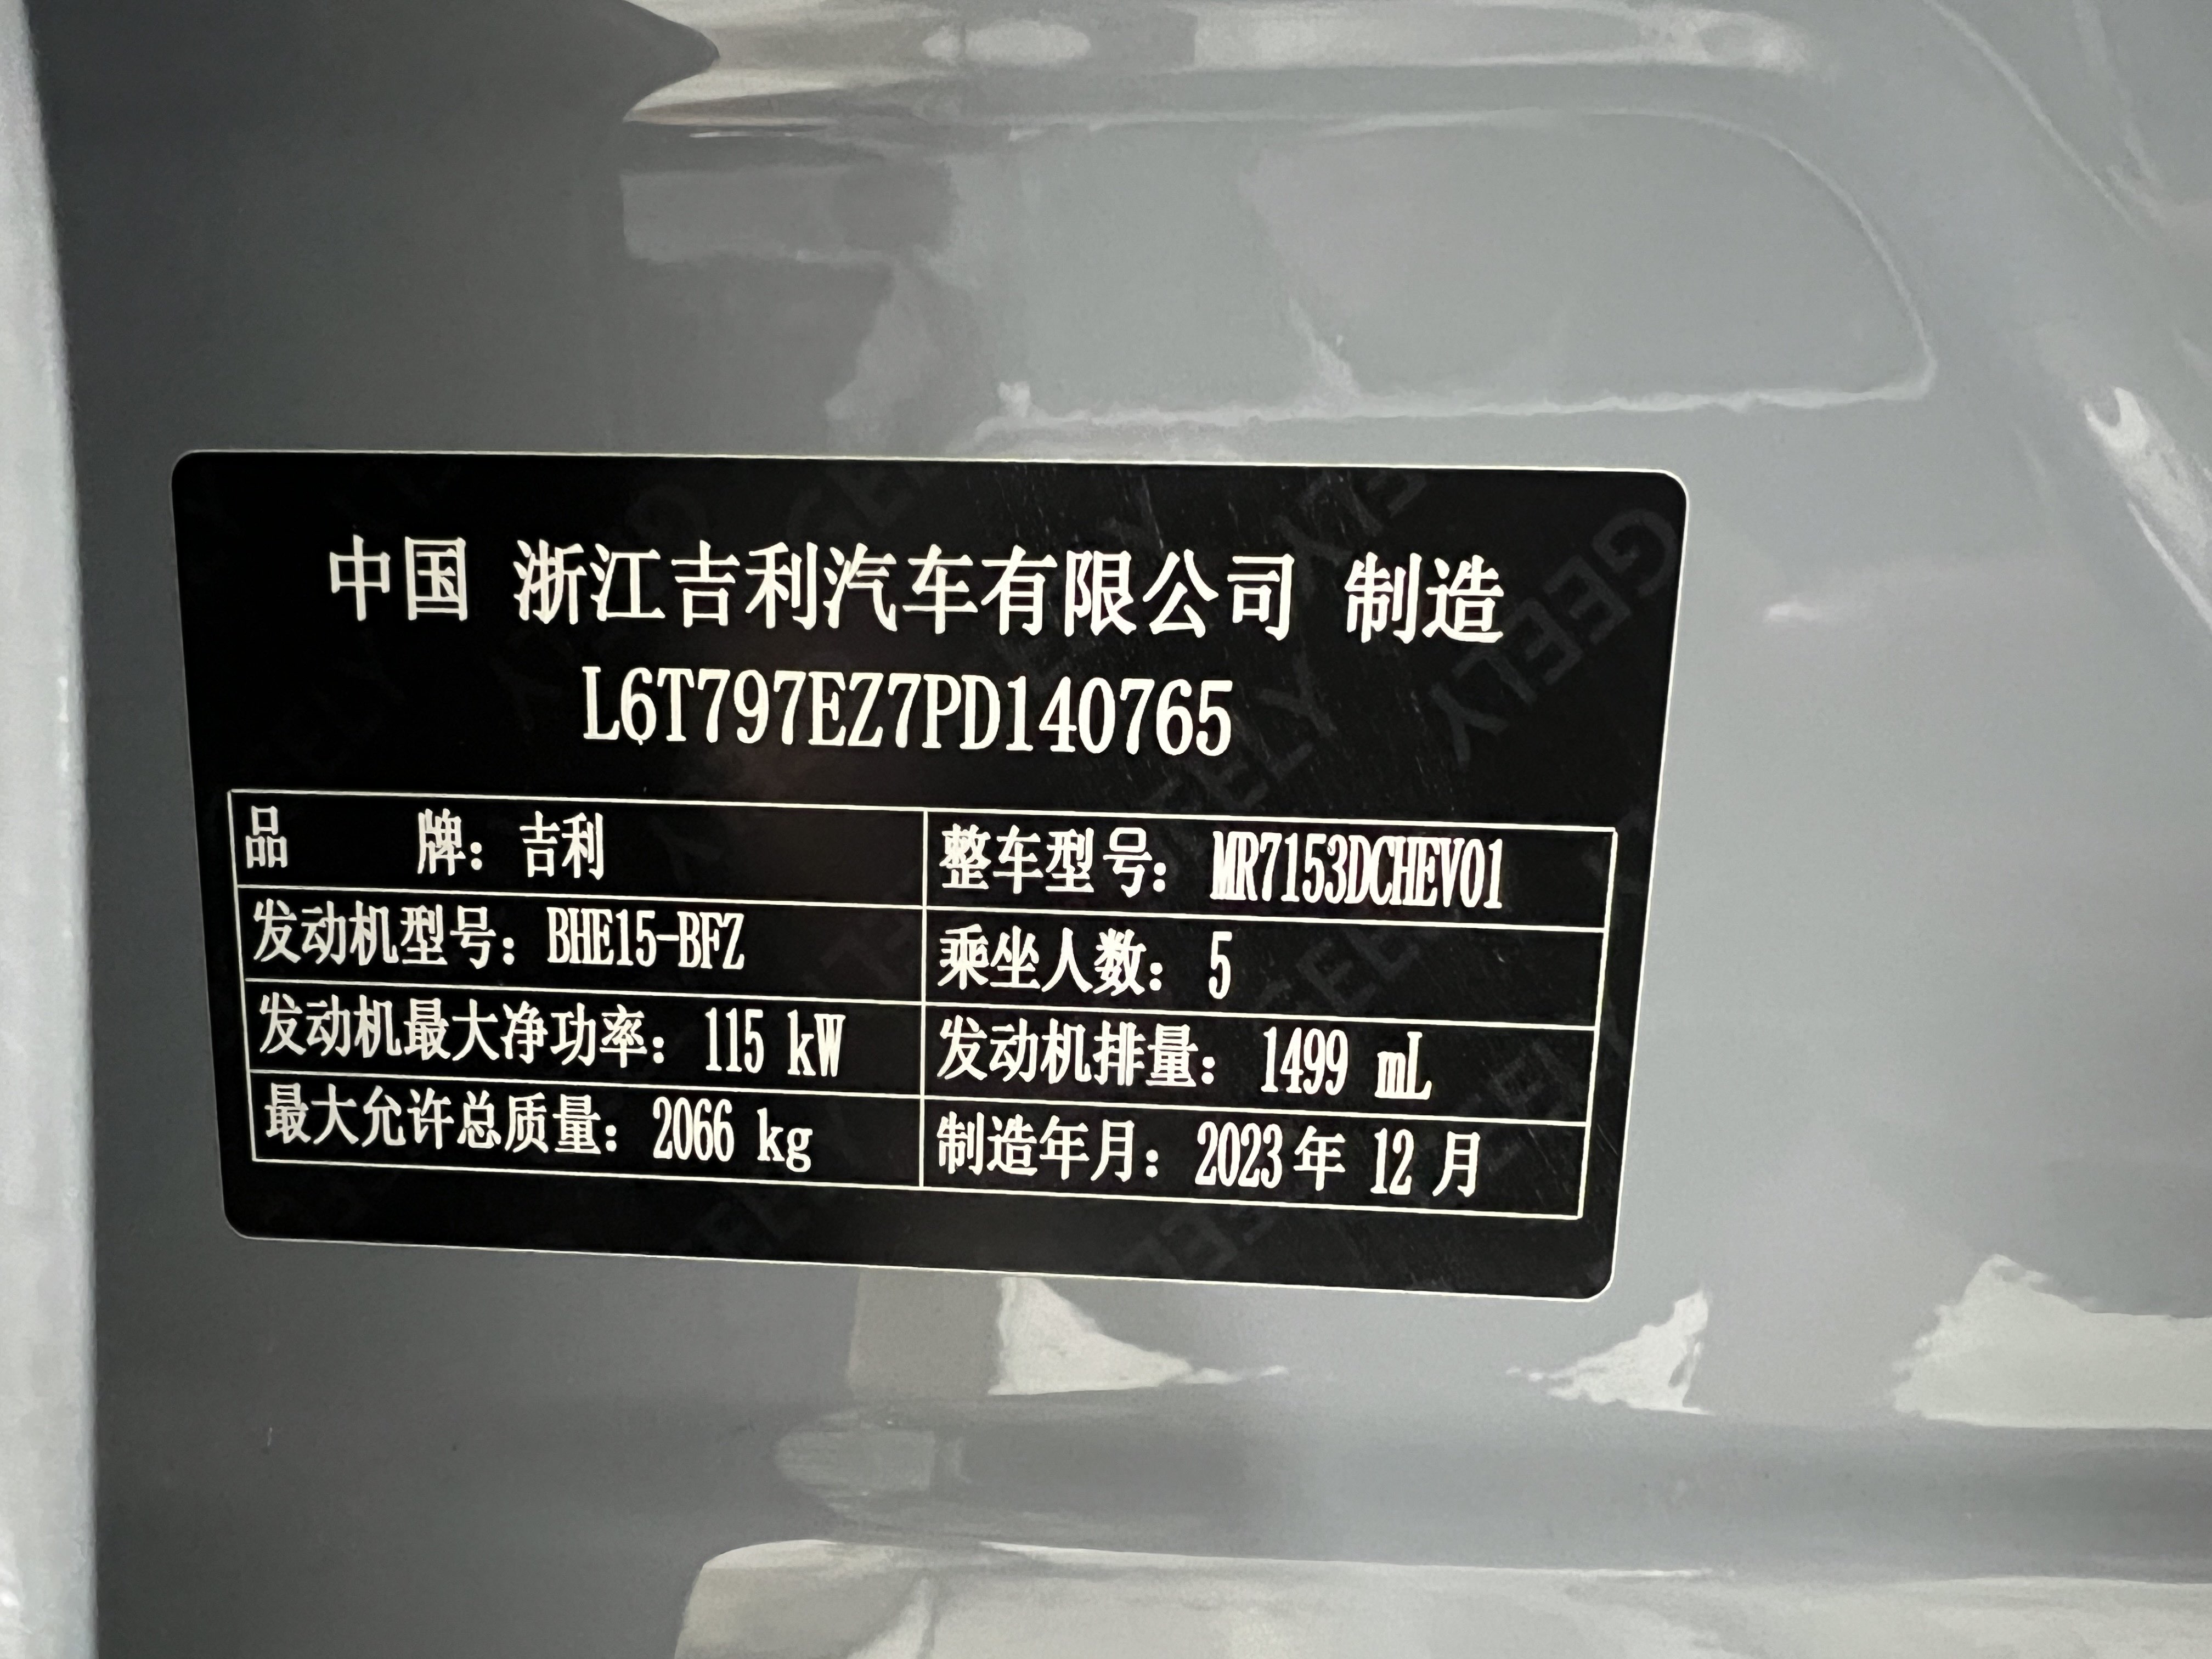 中国 浙江吉利汽车有限公司 制造
L6T797EZ7PD140765
品 牌：吉利 整车型号：MR7153DCHEV01
发动机型号：BHE15-BFZ 乘坐人数：5
发动机最大净功率：115 kW 发动机排量：1499 mL
最大允许总质量：2066 kg 制造年月：2023年 12 月
GEELY